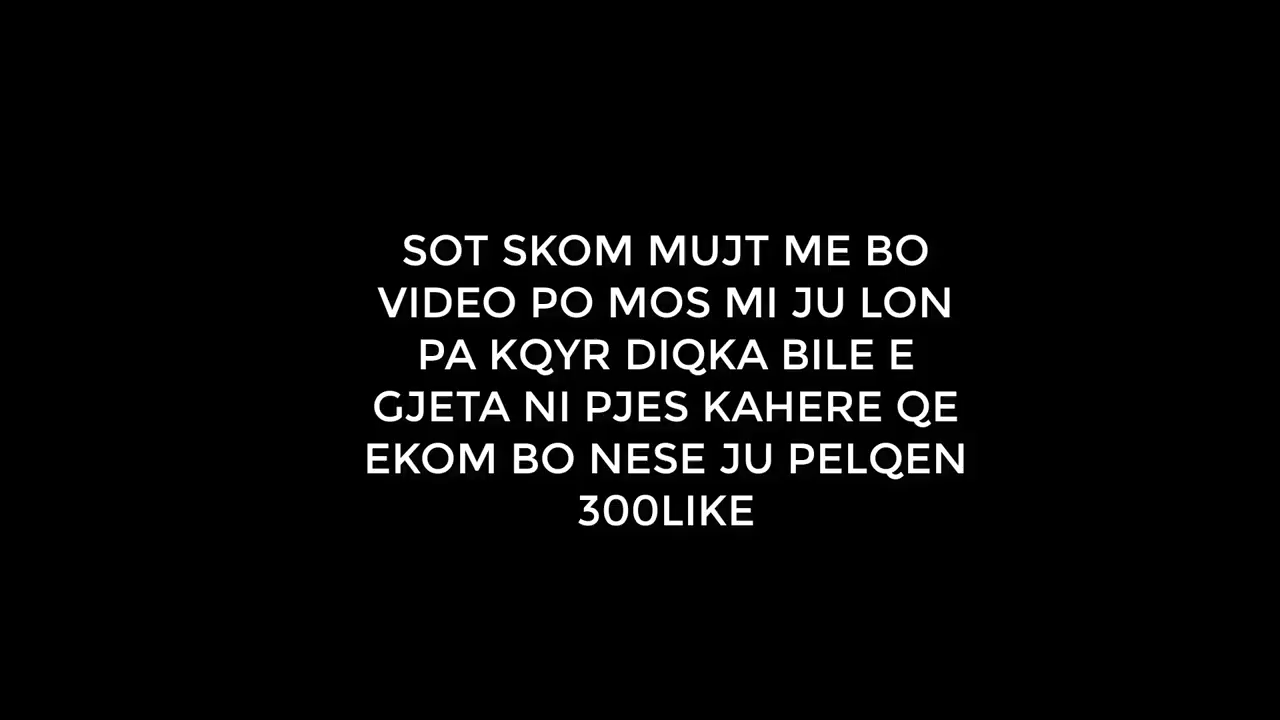 SOT SKOM MUJT ME BO
VIDEO PO MOS MI JU LON
PA KQYR DIQKA BILE E
GJETA NI PJES KAHERE QE
EKOM BO NESE JU PELQEN
300LIKE